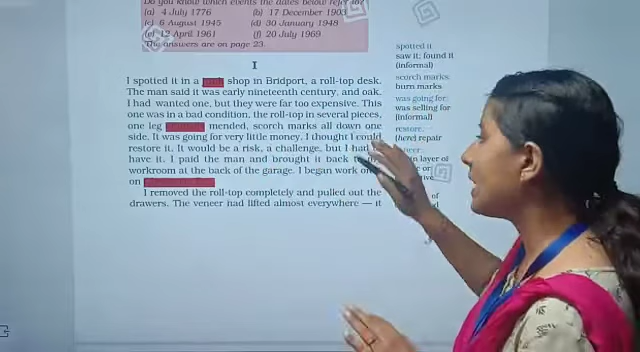 Do you know which events the dates below refer to?
(a) 4 July 1776 (b) 17 December 1903
(c) 6 August 1945 (d) 30 January 1948
(e) 12 April 1961 (f) 20 July 1969
The answers are on page 23.
I
I spotted it in a shop in Bridport, a roll-top desk.
The man said it was early nineteenth century, and oak.
I had wanted one, but they were far too expensive. This
one was in a bad condition, the roll-top in several pieces,
one leg mended, scorch marks all down one
side. It was going for very little money. I thought I could
restore it. It would be a risk, a challenge, but I had
have it. I paid the man and brought it back to
workroom at the back of the garage. I began work on
on
I removed the roll-top completely and pulled out the
drawers. The veneer had lifted almost everywhere — it
spotted it
saw it; found it
(informal)
scorch marks
burn marks
was going for
was selling for
(informal)
restore
(here) repair
layer of
or
of